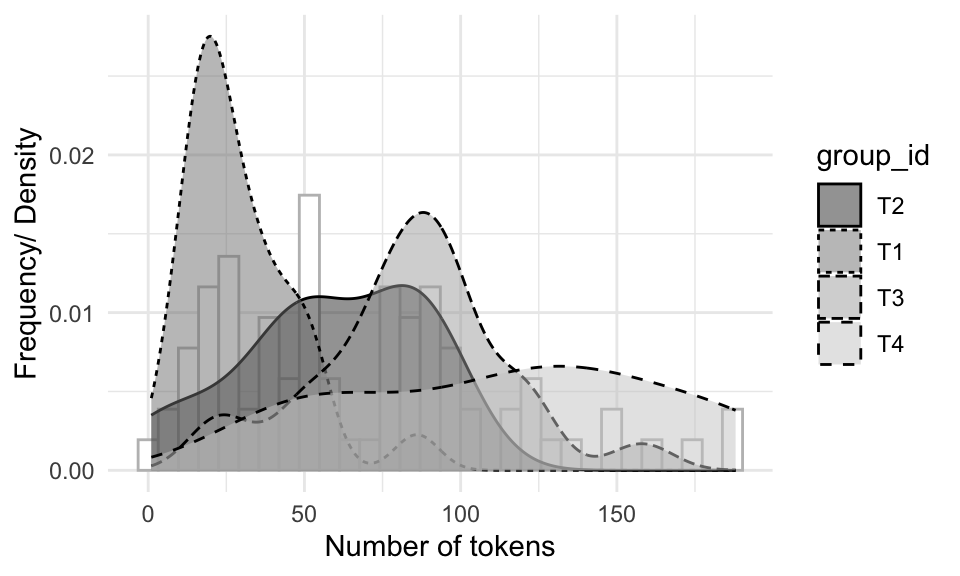 Frequency/ Density
0.02
0.01
0.00
0
50
100
150
Number of tokens
group_id
T2
T1
T3
T4